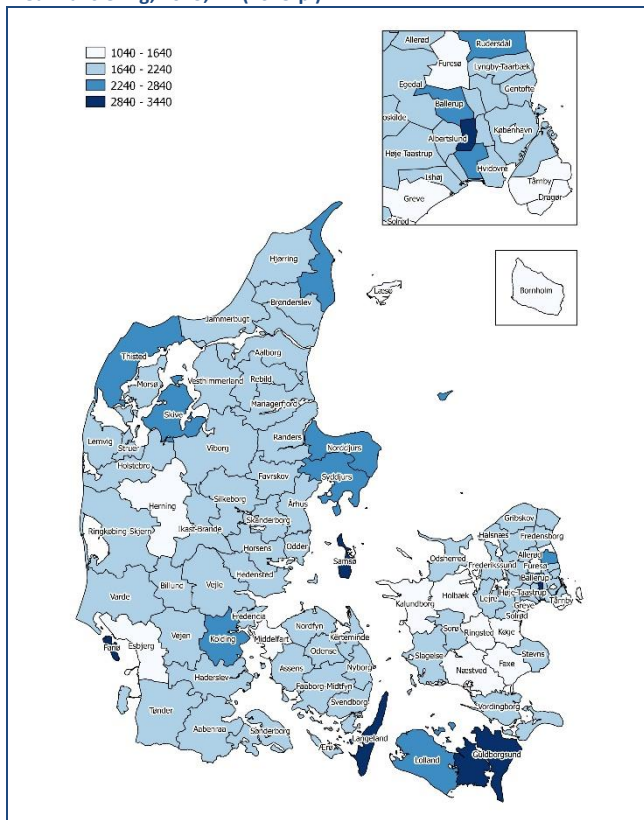 1040 - 1640
1640 - 2240
2240 - 2840
2840 - 3440
Allerød
Rudersdal
Furesø
Lyngby-Taarbæk
Egedal
Gentofte
Ballerup
oskilde
København
Albertslund
Høje-Taastrup
Hvidovre
Ishøj
Tårnby
Greve
Dragør
Solrød
Bornholm
Hjørring
Læsø
Brønderslev
Jammerbugt
Thisted
Aalborg
Morsø
Vesthimmerland
Rebild
Mariagerfjord
Skive
Lemvig
Struer
Randers
Norddjurs
Viborg
Holstebro
Favrskov
Syddjurs
Herning
Silkeborg
Århus
Skanderborg
Ringkøbing Skjern
Ikast-Brande
Horsens
Odder
Samsø
Hedensted
Billund
Vejle
Varde
Fredericia
Kolding
Middelfart
Fanø
Esbjerg
Vejen
Nordfyn
Kerteminde
Odense
Assens
Nyborg
Haderslev
Faaborg-Midtfyn
Svendborg
Tønder
Aabenraa
Sønderborg
Langeland
Ærø
Gribskov
Halsnæs
Fredensborg
Odsherred
Allerød
Frederikssund
Furesø
Ballerup
Kalundborg
Holbæk
Høje-Taastrup
Lejre
Greve
Tårnby
Solrød
Sorø
Ringsted
Køge
Slagelse
Stevns
Næstved
Faxe
Vordingborg
Lolland
Guldborgsund